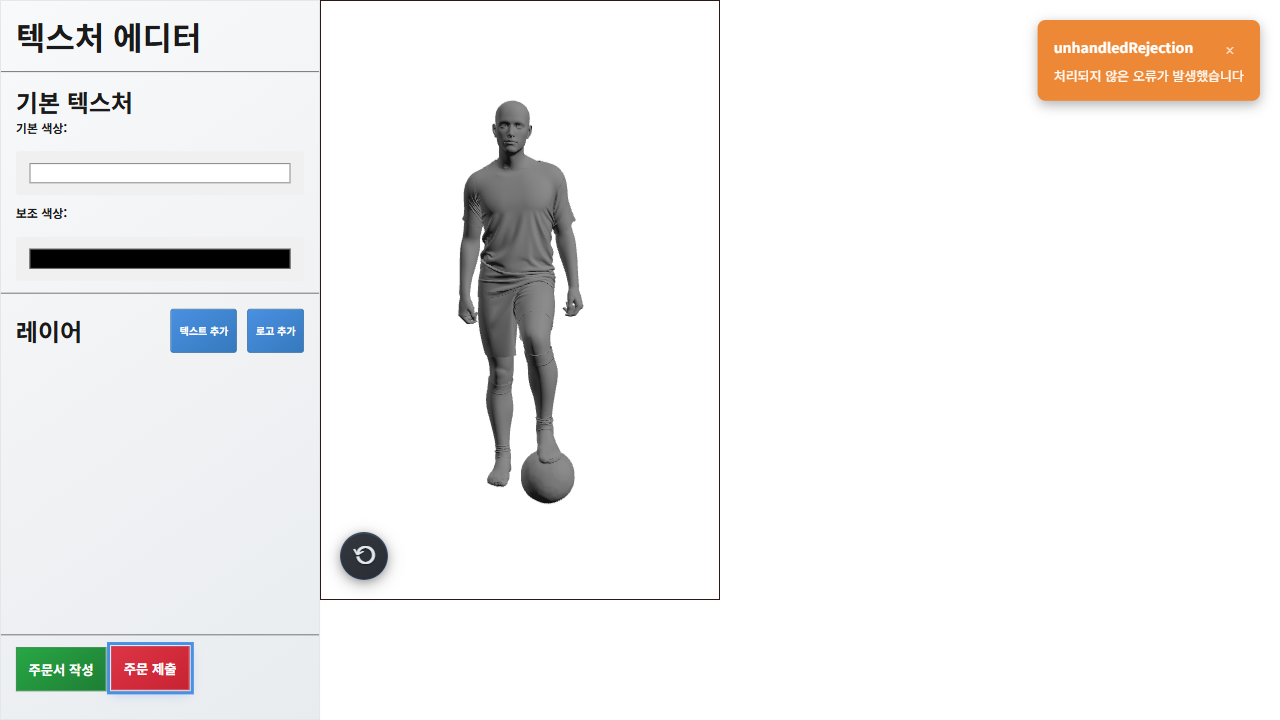 텍스처 에디터
기본 텍스처
기본 색상:
보조 색상:
레이어
텍스트 추가
로고 추가
주문서 작성
주문 제출
unhandledRejection ×
처리되지 않은 오류가 발생했습니다